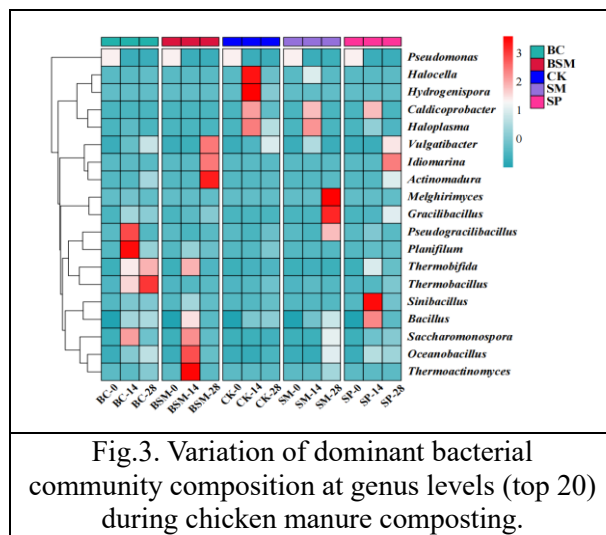 3
2
1
0
BC
BSM
CK
SM
SP
Pseudomonas
Halocella
Hydrogenispora
Caldicoprobacter
Haloplasma
Vulgatibacter
Idiomarina
Actinomadura
Melghirimyces
Gracilibacillus
Pseudogracilibacillus
Planifilum
Thermobifida
Thermobacillus
Sinibacillus
Bacillus
Saccharomonospora
Oceanobacillus
Thermoactinomyces
BC-0
BC-14
BC-28
BSM-0
BSM-14
BSM-28
CK-0
CK-14
CK-28
SM-0
SM-14
SM-28
SP-0
SP-14
SP-28
Fig.3. Variation of dominant bacterial
community composition at genus levels (top 20)
during chicken manure composting.